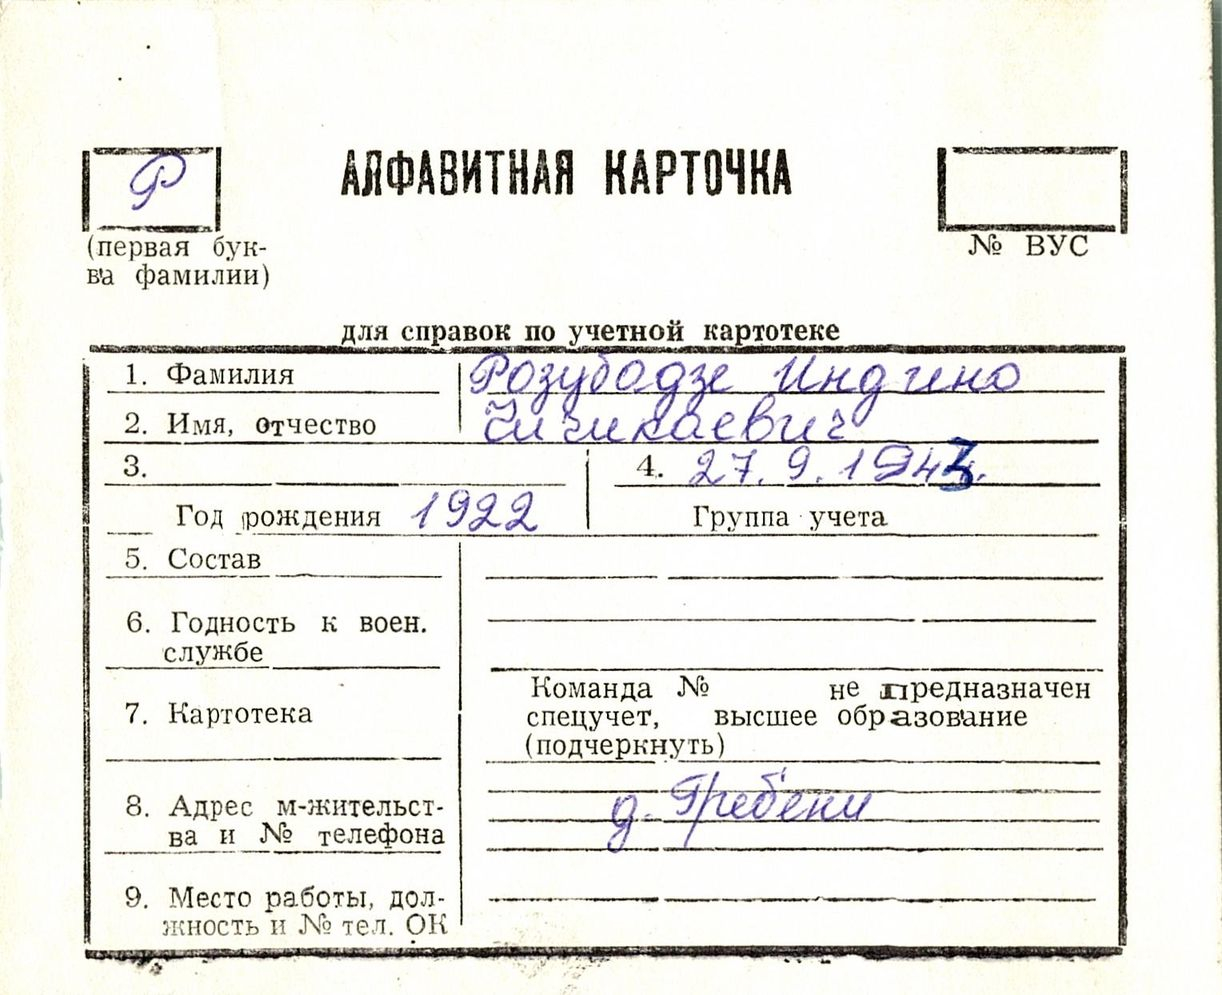 Р
АЛФАВИТНАЯ КАРТОЧКА
(первая бук-
ва фамилии)
№ ВУС
для справок по учетной картотеке
1. Фамилия Розубодзе Индико
2. Имя, отчество Чичикаевич
3.
4. 27.9.1943.
Год рождения 1922
Группа учета
5. Состав
6. Годность к воен.
службе
7. Картотека
Команда № не предназначен
спецучет, высшее образование
(подчеркнуть)
8. Адрес м-жительст-
ва и № телефона
д. Гребени
9. Место работы, дол-
жность и № тел. ОК